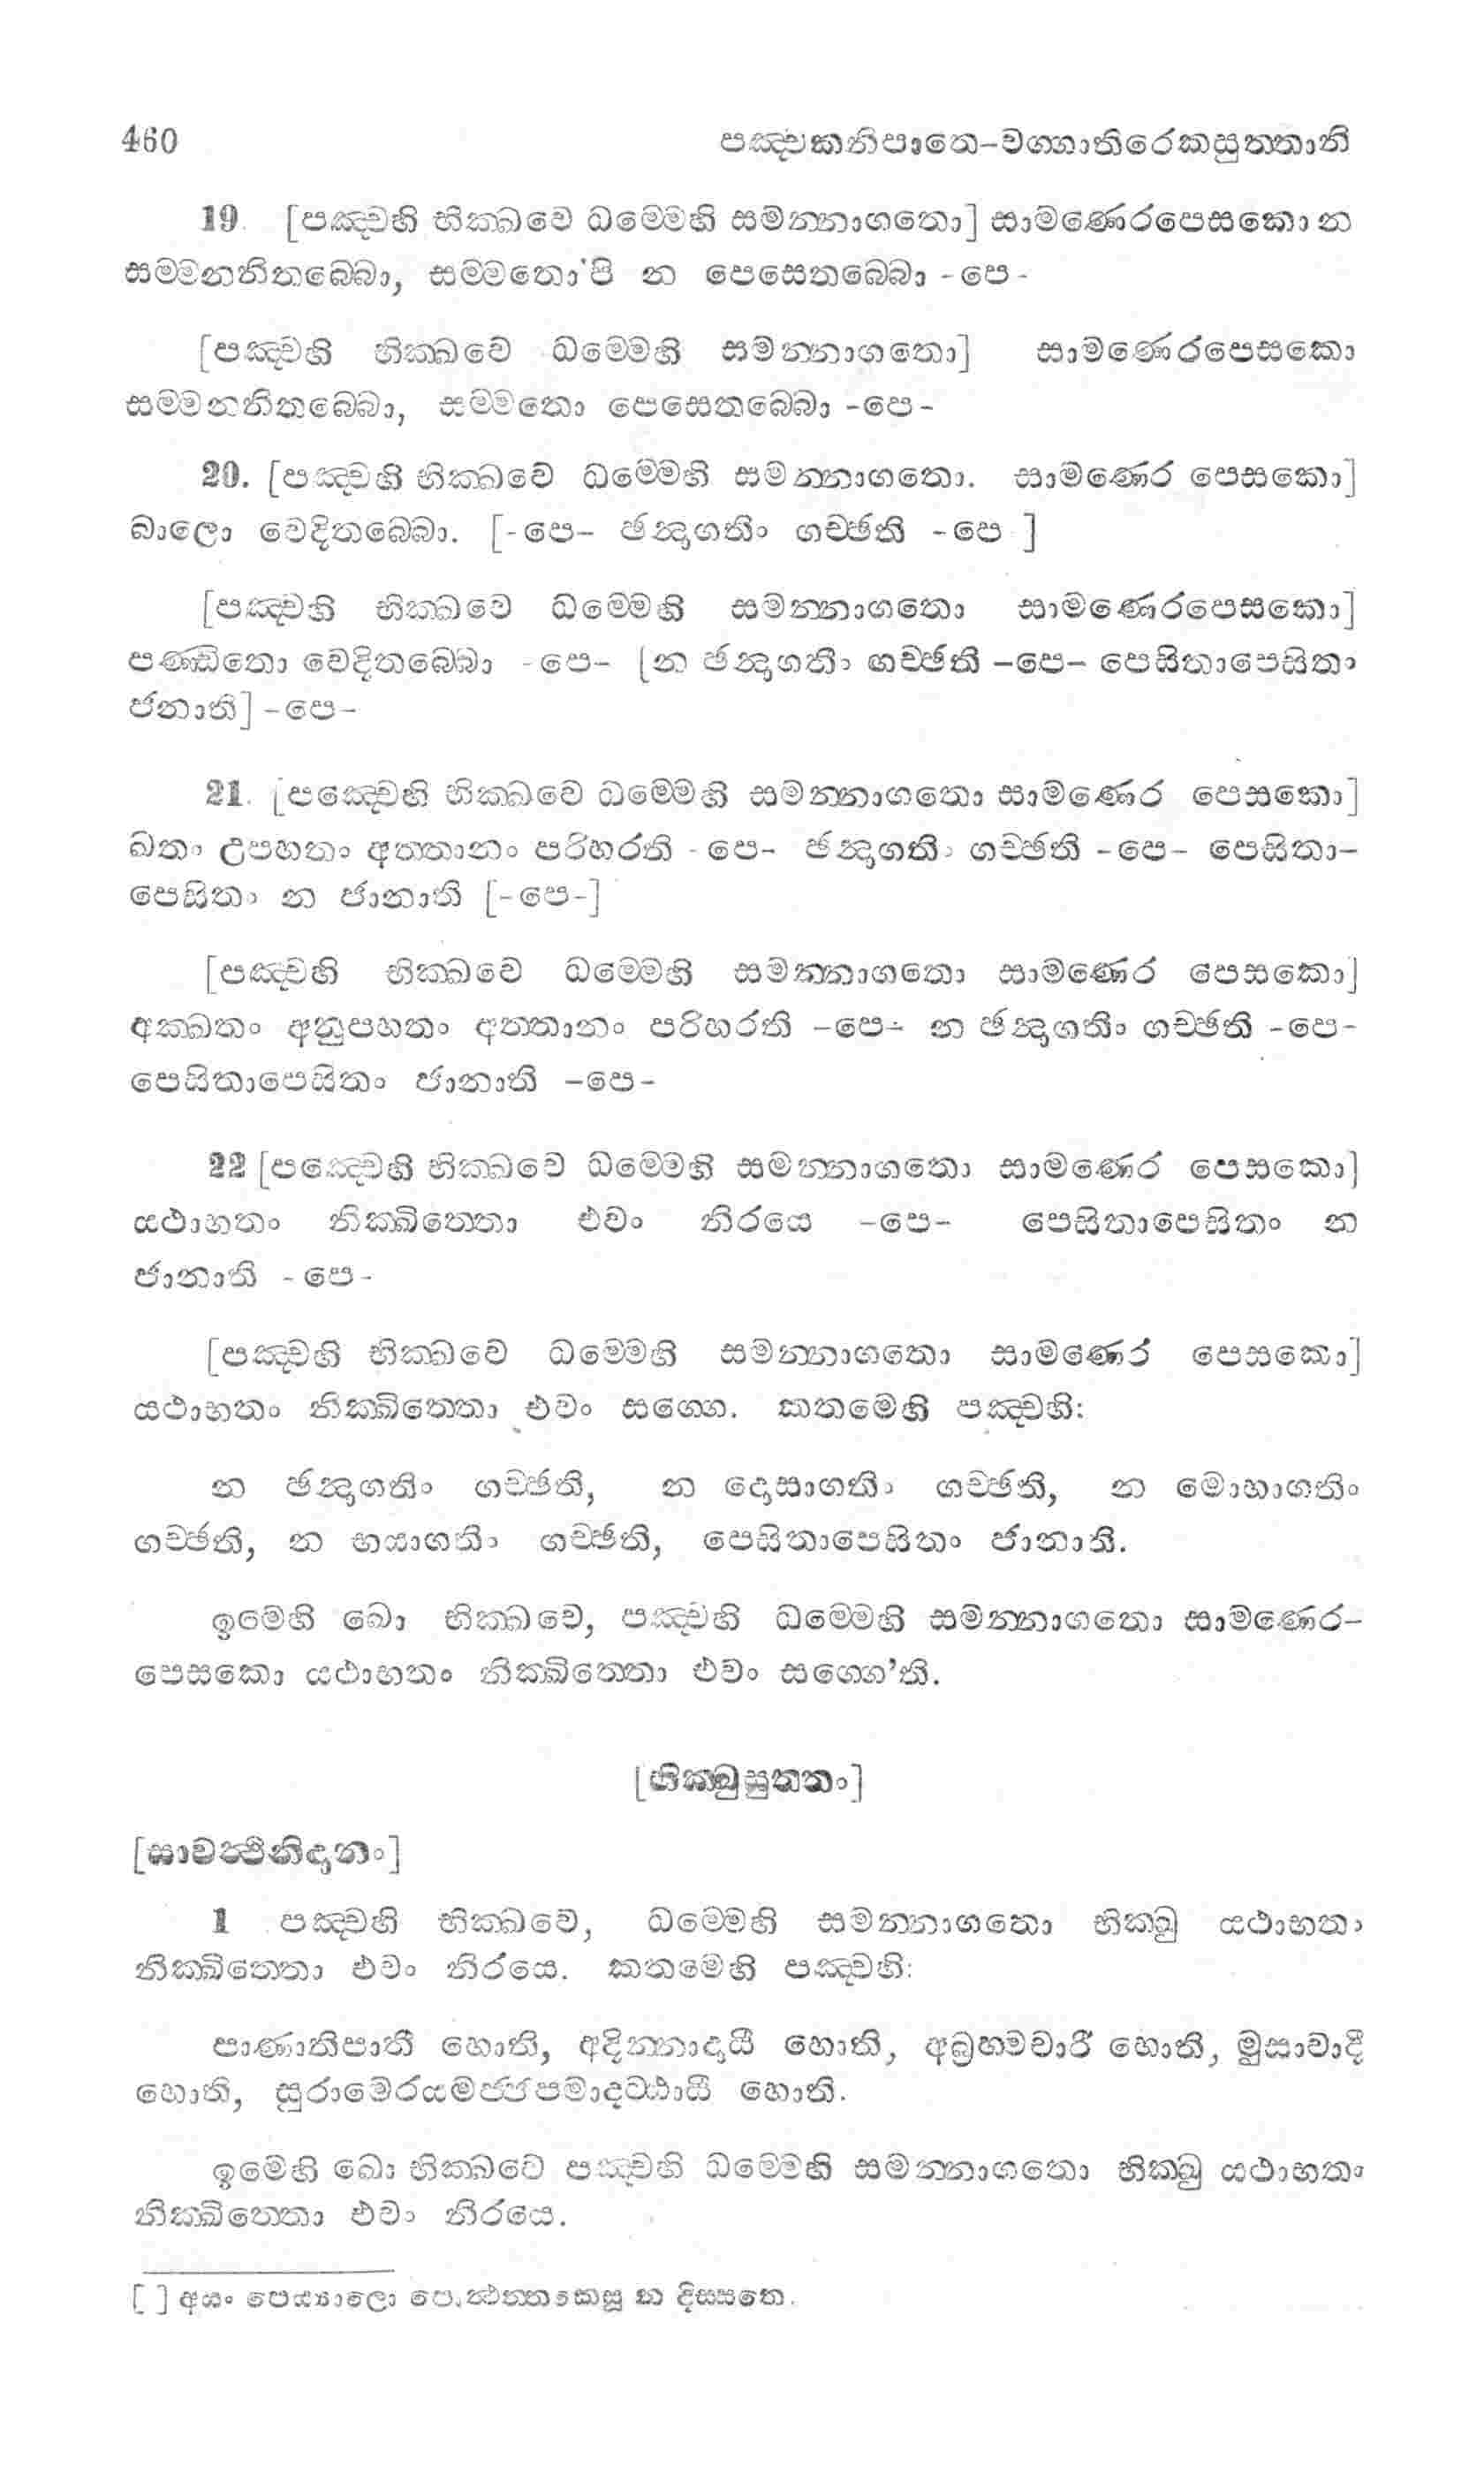 460 පඤ්චකනිපාතෙ-වග්ගාතිරෙකසුත්තානි
19. [පඤ්චහි භික්ඛවෙ ධම්මෙහි සමන්නාගතො] සාමණෙරපෙසකො න
සම්මන්නිතබ්බො, සම්මතො'පි න පෙසෙතබ්බො -පෙ-
[පඤ්චහි භික්ඛවෙ ධම්මෙහි සමන්නාගතො] සාමණෙරපෙසකො
සම්මන්නිතබ්බො, සම්මතො පෙසෙතබ්බො -පෙ-
20. [පඤ්චහි භික්ඛවෙ ධම්මෙහි සමන්නාගතො. සාමණෙර පෙසකො]
බාලො වෙදිතබ්බො. [-පෙ- ඡන්දාගතිං ගච්ඡති -පෙ ]
[පඤ්චහි භික්ඛවෙ ධම්මෙහි සමන්නාගතො සාමණෙරපෙසකො]
පණ්ඩිතො වෙදිතබ්බො -පෙ- [න ඡන්දාගතිං ගච්ඡති -පෙ- පෙසිතාපෙසිතං
ජනාති] -පෙ-
21. [පඤ්චෙහි භික්ඛවෙ ධම්මෙහි සමන්නාගතො සාමණෙර පෙසකො]
ඛතං උපහතං අත්තානං පරිහරති -පෙ- ඡන්දාගතිං ගච්ඡති -පෙ- පෙසිතා-
පෙසිතං න ජානාති [-පෙ-]
[පඤ්චහි භික්ඛවෙ ධම්මෙහි සමන්නාගතො සාමණෙර පෙසකො]
අක්ඛතං අනුපහතං අත්තානං පරිහරති -පෙ- න ඡන්දාගතිං ගච්ඡති -පෙ-
පෙසිතාපෙසිතං ජානාති -පෙ-
22 [පඤ්චෙහි භික්ඛවෙ ධම්මෙහි සමන්නාගතො සාමණෙර පෙසකො]
යථාභතං නික්ඛිත්තො එවං නිරයෙ -පෙ- පෙසිතාපෙසිතං න
ජානාති -පෙ-
[පඤ්චහි භික්ඛවෙ ධම්මෙහි සමන්නාගතො සාමණෙර පෙසකො]
යථාභතං නික්ඛිත්තො එවං සග්ගෙ. කතමෙහි පඤ්චහි:
න ඡන්දාගතිං ගච්ඡති, න දොසාගතිං ගච්ඡති, න මොහාගතිං
ගච්ඡති, න භයාගතිං ගච්ඡති, පෙසිතාපෙසිතං ජානාති.
ඉමෙහි ඛො භික්ඛවෙ, පඤ්චහි ධම්මෙහි සමන්නාගතො සාමණෙර-
පෙසකො යථාභතං නික්ඛිත්තො එවං සග්ගෙ'ති.
[භික්ඛුසුත්තං]
[සාවත්ථිනිදානං]
1 පඤ්චහි භික්ඛවෙ, ධම්මෙහි සමන්නාගතො භික්ඛු යථාභතං
නික්ඛිත්තො එවං නිරයෙ. කතමෙහි පඤ්චහි:
පාණාතිපාතී හොති, අදින්නාදායී හොති, අබ්‍රහ්මචාරී හොති, මුසාවාදී
හොති, සුරාමෙරයමජ්ජපමාදට්ඨායී හොති.
ඉමෙහි ඛො භික්ඛවෙ පඤ්චහි ධම්මෙහි සමන්නාගතො භික්ඛු යථාභතං
නික්ඛිත්තො එවං නිරයෙ.
[ ] අයං පෙය්‍යාලො පොත්ථකෙසු න දිස්සතෙ.